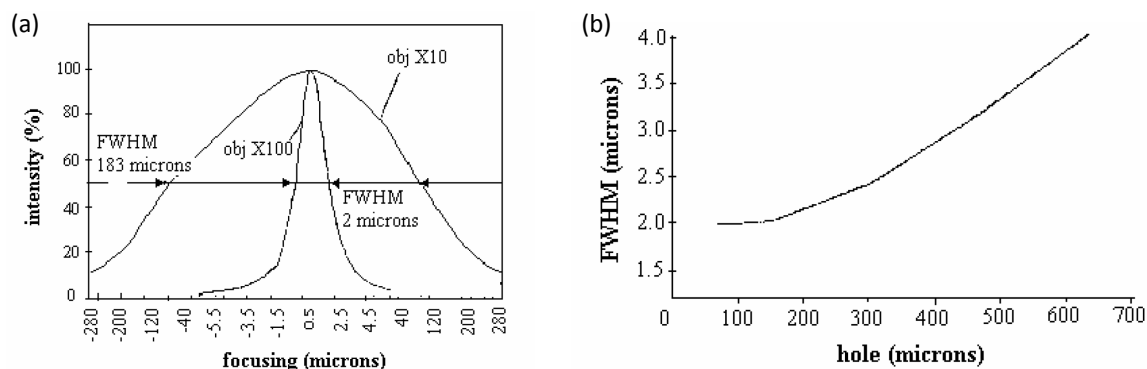 (a)
intensity (%)
100
80
60
40
20
0
obj X10
obj X100
FWHM
183 microns
FWHM
2 microns
-280
-200
-120
-40
-5.5
-3.5
-1.5
0.5
2.5
4.5
40
120
200
280
focusing (microns)
(b)
FWHM (microns)
4.0
3.5
3.0
2.5
2.0
1.5
0 100 200 300 400 500 600 700
hole (microns)